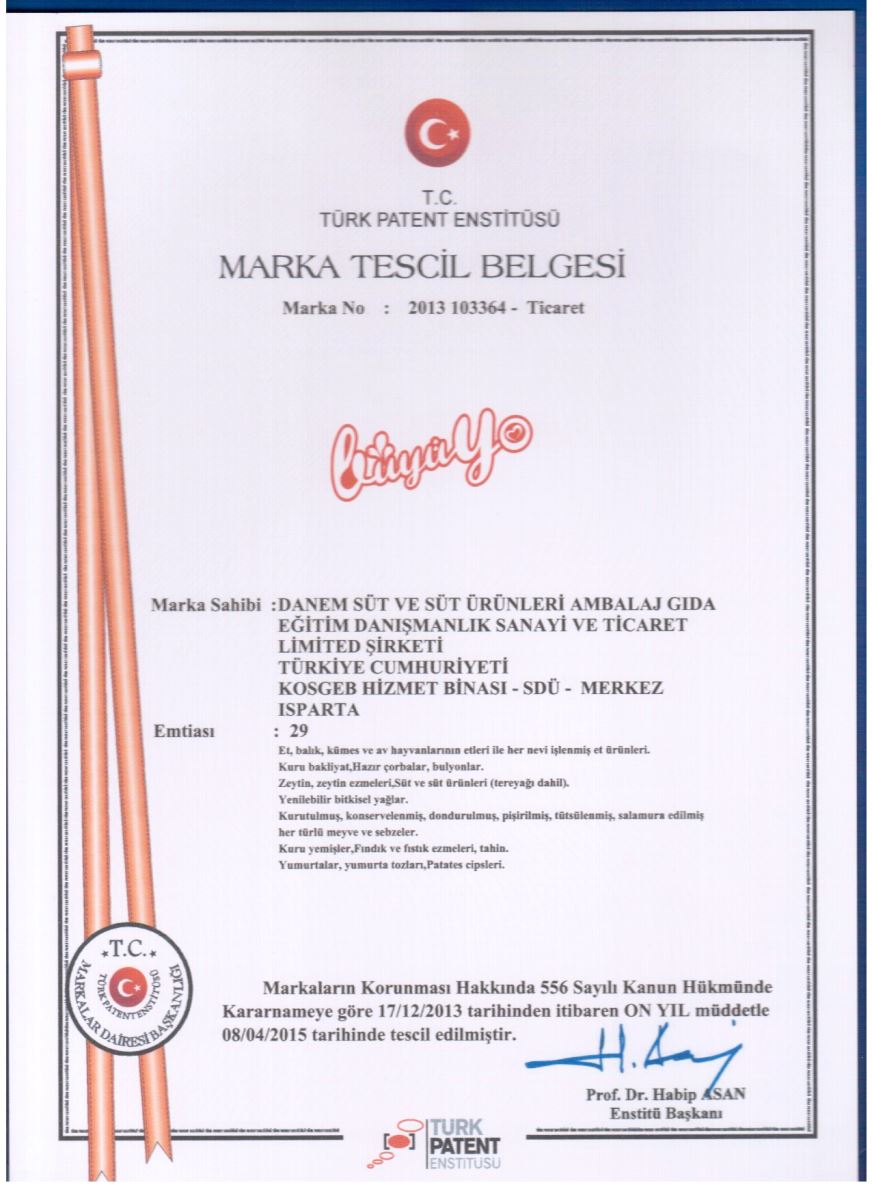 T.C.
TÜRK PATENT ENSTİTÜSÜ
MARKA TESCİL BELGESİ
Marka No : 2013 103364 - Ticaret
büyüyo
Marka Sahibi :DANEM SÜT VE SÜT ÜRÜNLERİ AMBALAJ GIDA
EĞİTİM DANIŞMANLIK SANAYİ VE TİCARET
LİMİTED ŞİRKETİ
TÜRKİYE CUMHURİYETİ
KOSGEB HİZMET BİNASI - SDÜ - MERKEZ
ISPARTA
Emtiası : 29
Et, balık, kümes ve av hayvanlarının etleri ile her nevi işlenmiş et ürünleri.
Kuru bakliyat,Hazır çorbalar, bulyonlar.
Zeytin, zeytin ezmeleri,Süt ve süt ürünleri (tereyağı dahil).
Yenilebilir bitkisel yağlar.
Kurutulmuş, konservelenmiş, dondurulmuş, pişirilmiş, tütsülenmiş, salamura edilmiş
her türlü meyve ve sebzeler.
Kuru yemişler,Fındık ve fıstık ezmeleri, tahin.
Yumurtalar, yumurta tozları,Patates cipsleri.
T.C.
TÜRK PATENT ENSTİTÜSÜ
MARKALAR DAİRESİ BAŞKANLIĞI
Markaların Korunması Hakkında 556 Sayılı Kanun Hükmünde
Kararnameye göre 17/12/2013 tarihinden itibaren ON YIL müddetle
08/04/2015 tarihinde tescil edilmiştir.
H. Asan
Prof. Dr. Habip ASAN
Enstitü Başkanı
TÜRK
PATENT
ENSTİTÜSÜ